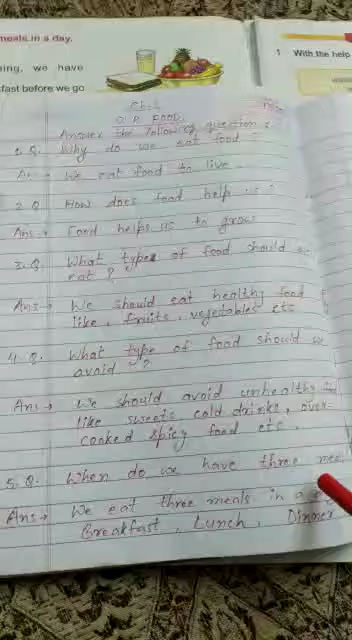 meals in a day.
ing, we have
fast before we go
1 With the help
Ch-2
Our Food
Answer the following question :
1. Q. Why do we eat food ?
Ans → We eat food to live.
2. Q. How does food help us ?
Ans → Food helps us to grow
3. Q. What types of food should
eat ?
Ans → We should eat healthy food
like, fruits, vegetables etc
4. Q. What type of food should we
avoid ?
Ans → We should avoid unhealthy
like sweets cold drinks, over-
cooked spicy food etc.
5. Q. When do we have three
Ans → We eat three meals in a
Breakfast, Lunch, Dinner